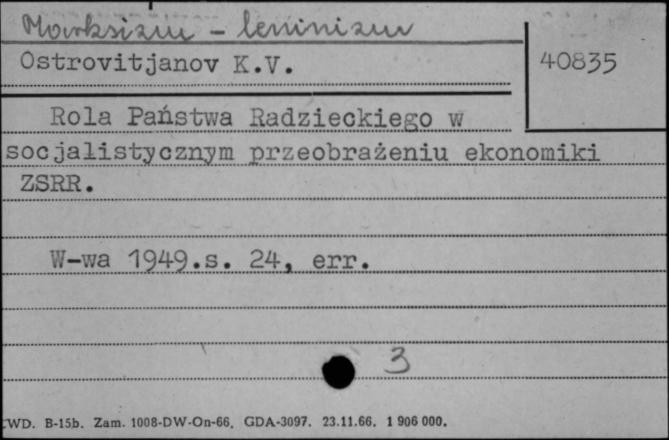 Marksizm - leninizm
Ostrovitjanov K.V.
40835
Rola Państwa Radzieckiego w
socjalistycznym przeobrażeniu ekonomiki
ZSRR.
W-wa 1949.s. 24, err.
3
CWD. B-15b. Zam. 1008-DW-On-66. GDA-3097. 23.11.66. 1 906 000.